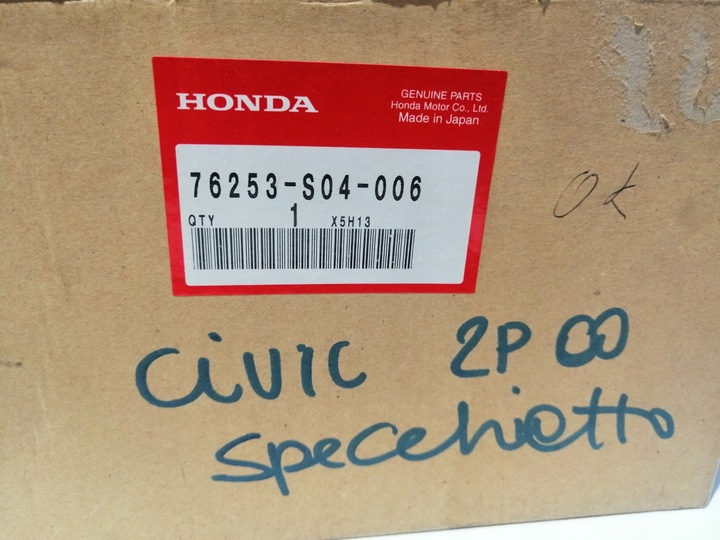 HONDA
GENUINE PARTS
Honda Motor Co., Ltd.
Made in Japan
76253-S04-006
QTY 1 X5H13
OK
CIVIC 2P 00
specchietto